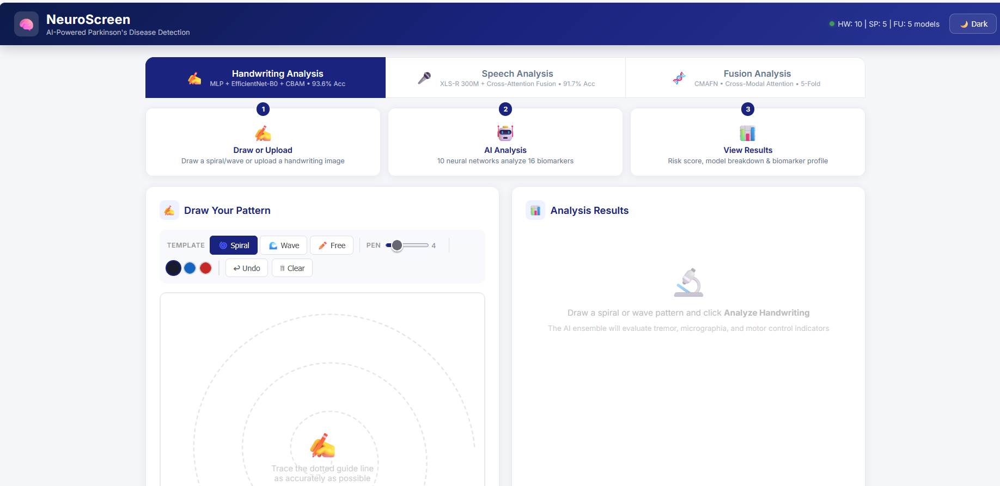 NeuroScreen
AI-Powered Parkinson's Disease Detection
HW: 10 | SP: 5 | FU: 5 models
Dark
Handwriting Analysis
MLP + EfficientNet-B0 + CBAM • 93.6% Acc
Speech Analysis
XLS-R 300M + Cross-Attention Fusion • 91.7% Acc
Fusion Analysis
CMAFN • Cross-Modal Attention • 5-Fold
1
Draw or Upload
Draw a spiral/wave or upload a handwriting image
2
AI Analysis
10 neural networks analyze 16 biomarkers
3
View Results
Risk score, model breakdown & biomarker profile
Draw Your Pattern
TEMPLATE Spiral Wave Free PEN 4
Undo Clear
Trace the dotted guide line
as accurately as possible
Analysis Results
Draw a spiral or wave pattern and click Analyze Handwriting
The AI ensemble will evaluate tremor, micrographia, and motor control indicators